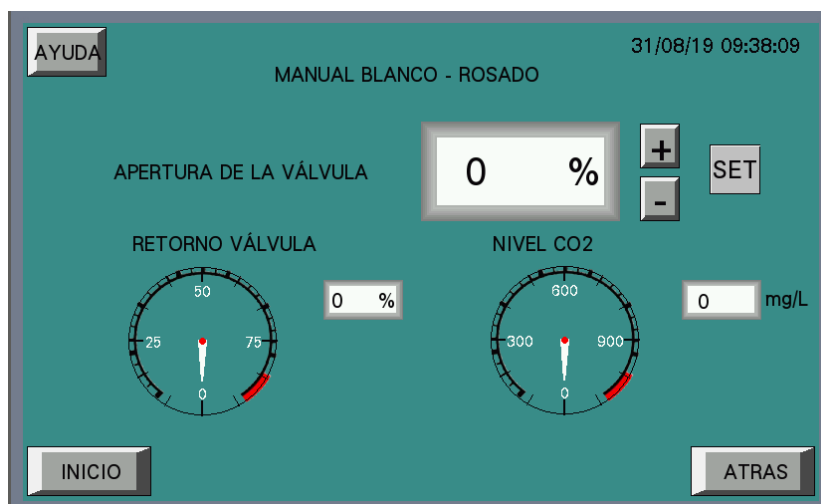 AYUDA
31/08/19 09:38:09
MANUAL BLANCO - ROSADO
APERTURA DE LA VÁLVULA
0 %
+
-
SET
RETORNO VÁLVULA
0 %
50
25
75
0
NIVEL CO2
0 mg/L
600
300
900
0
INICIO
ATRAS